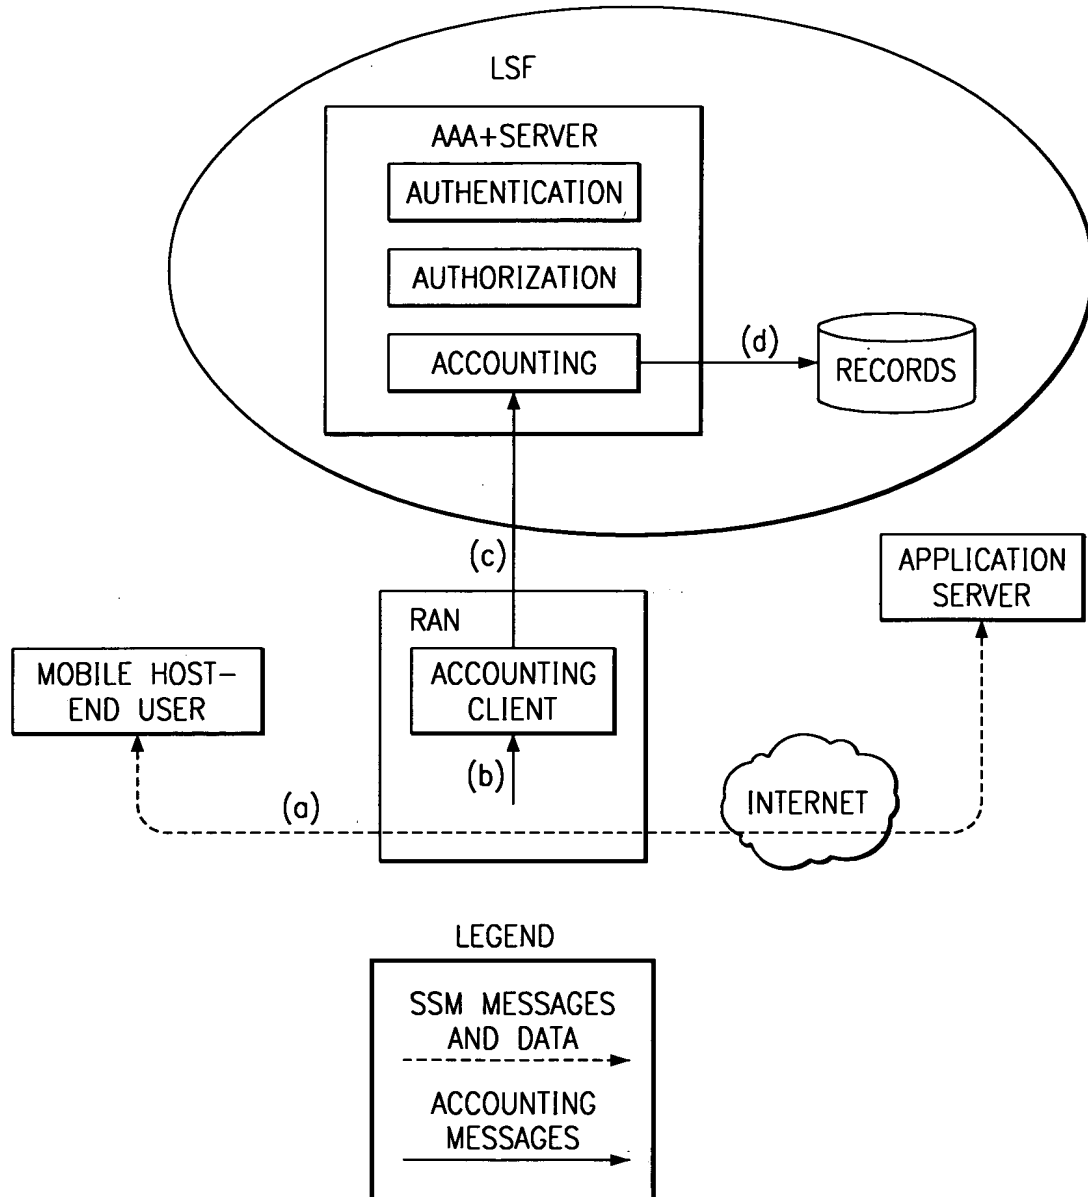 LSF
AAA+SERVER
AUTHENTICATION
AUTHORIZATION
ACCOUNTING
(d)
RECORDS
(c)
APPLICATION
SERVER
RAN
MOBILE HOST-
END USER
ACCOUNTING
CLIENT
(b)
(a)
INTERNET
LEGEND
SSM MESSAGES
AND DATA
ACCOUNTING
MESSAGES